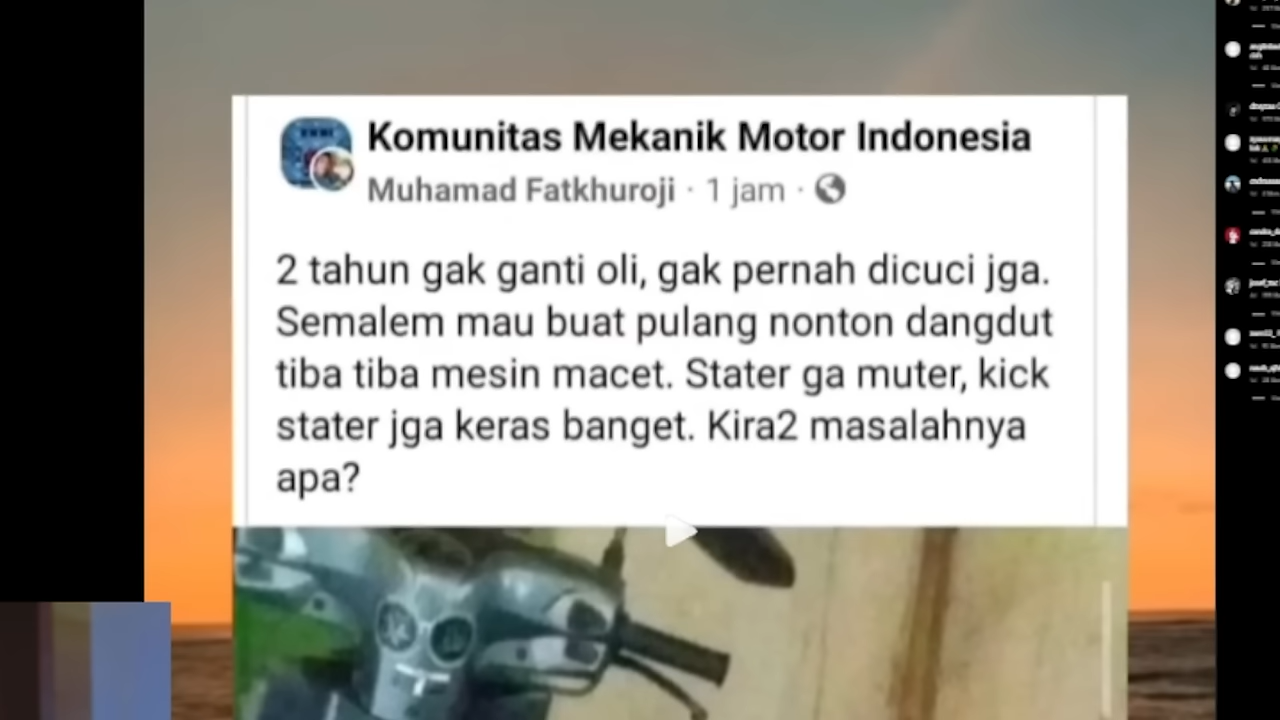 Komunitas Mekanik Motor Indonesia
Muhamad Fatkhuroji · 1 jam ·
2 tahun gak ganti oli, gak pernah dicuci jga.
Semalem mau buat pulang nonton dangdut
tiba tiba mesin macet. Stater ga muter, kick
stater jga keras banget. Kira2 masalahnya
apa?